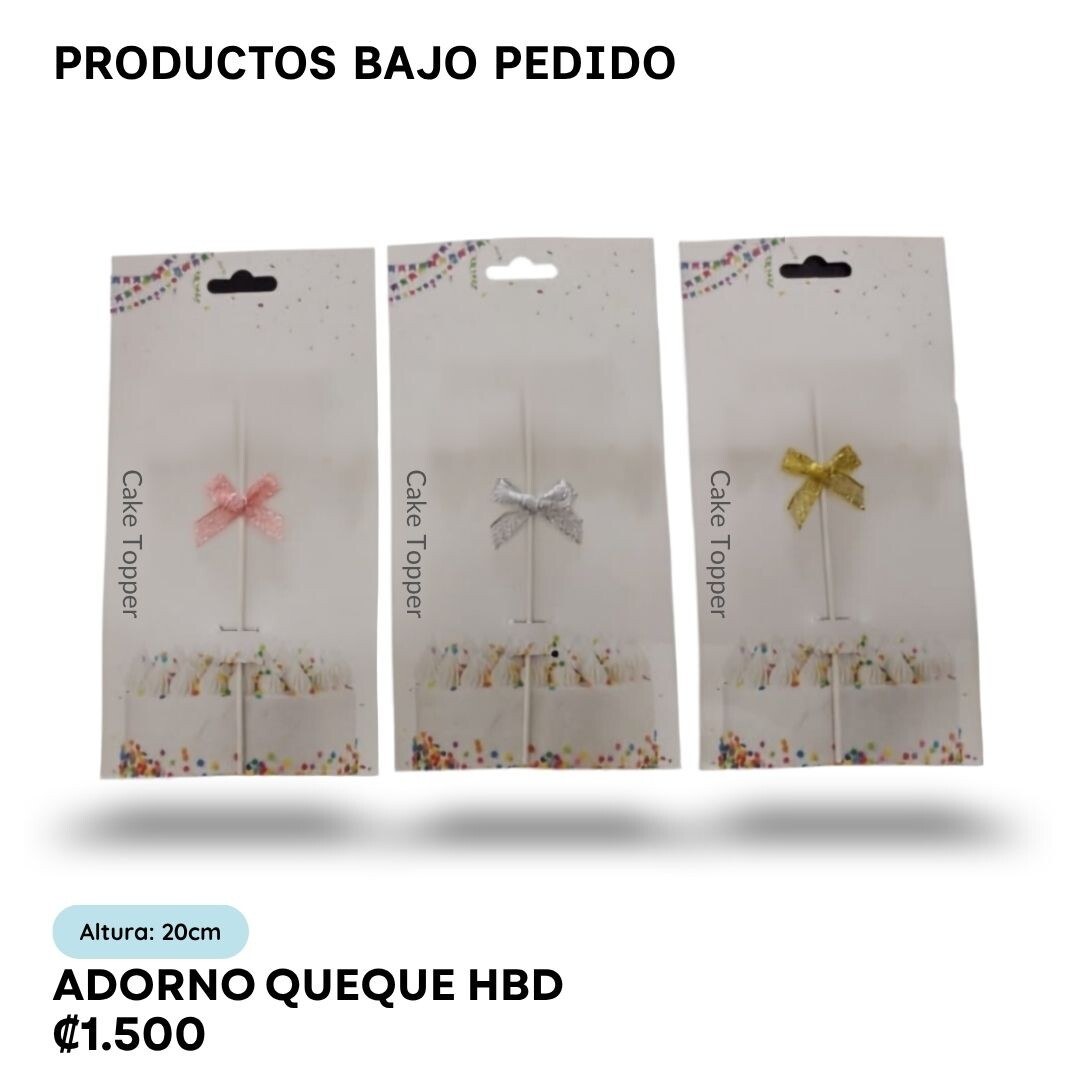 PRODUCTOS BAJO PEDIDO
Cake Topper
Cake Topper
Cake Topper
Altura: 20cm
ADORNO QUEQUE HBD
₡1.500